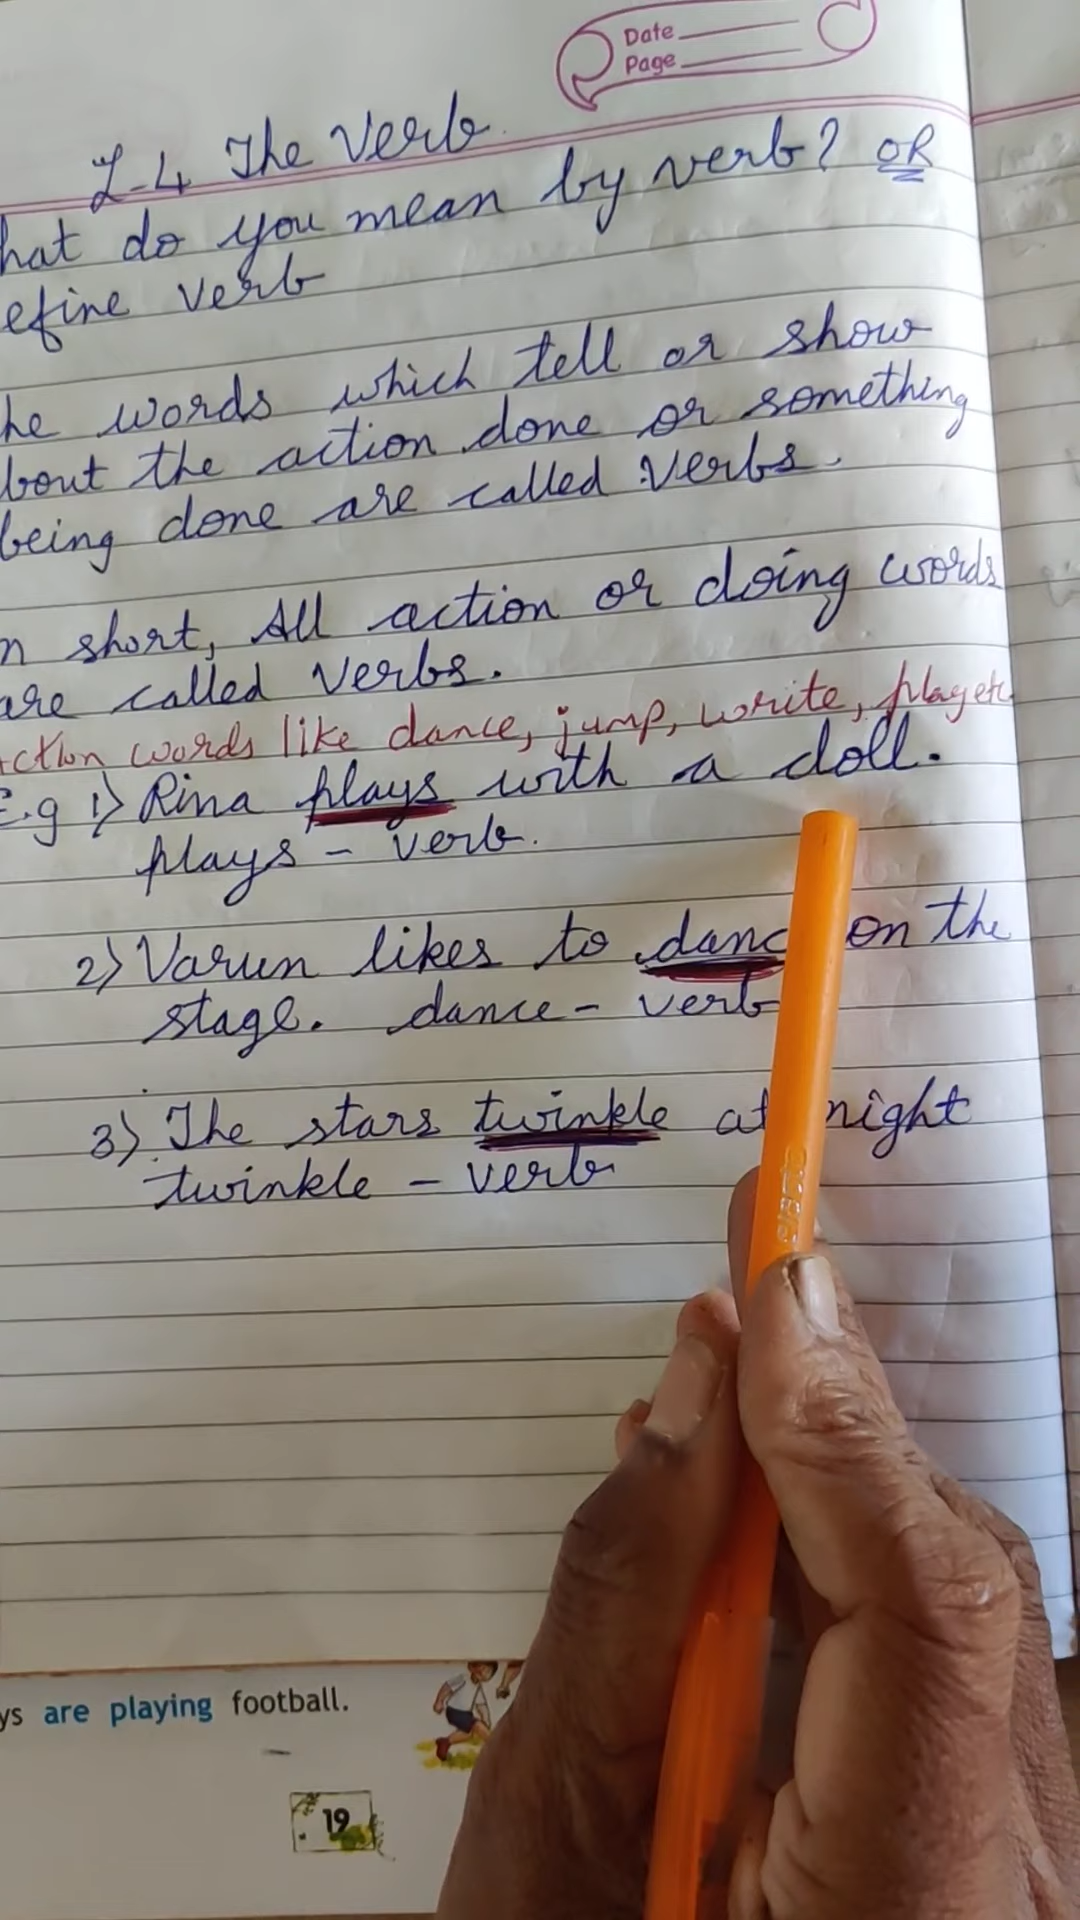 Date
Page
L-4 The Verb
hat do you mean by verb? OR
efine verb
he words which tell or show
bout the action done or something
being done are called verbs.
n short, All action or doing words
are called verbs.
ction words like dance, jump, write, play etc.
E.g 1) Rina plays with a doll.
plays - verb.
2) Varun likes to danc on the
stage. dance - verb
3) The stars twinkle at night
twinkle - verb
ys are playing football.
19